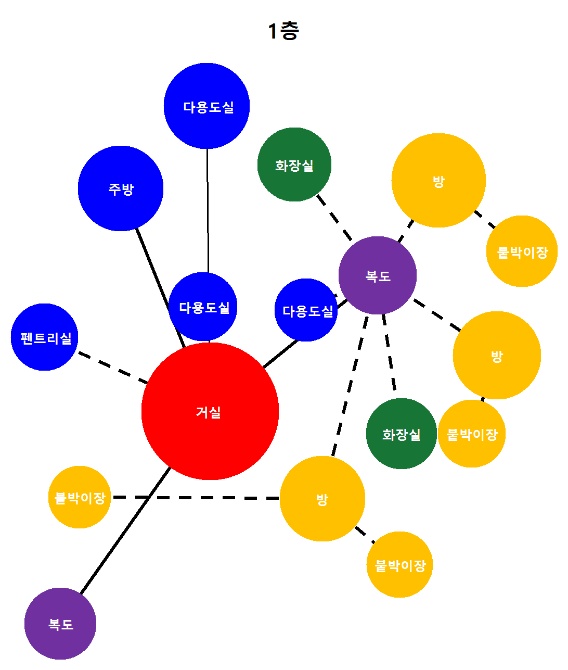 1층
다용도실
화장실
방
주방
붙박이장
복도
다용도실
다용도실
펜트리실
방
거실
화장실
붙박이장
붙박이장
방
붙박이장
복도